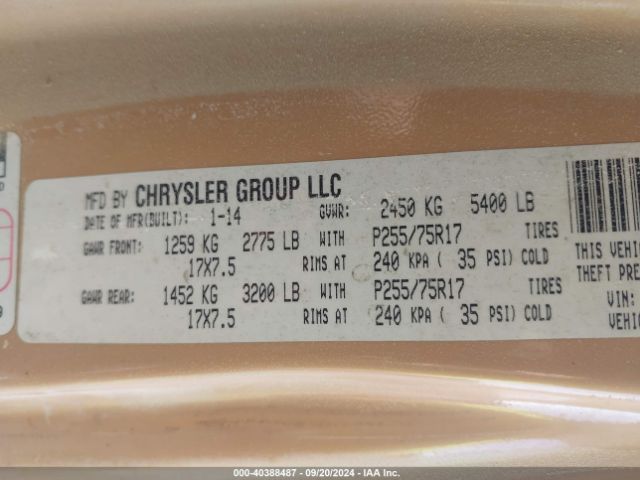 MFD BY CHRYSLER GROUP LLC
DATE OF MFR(BUILT): 1-14 GVWR: 2450 KG 5400 LB
GAWR FRONT: 1259 KG 2775 LB WITH P255/75R17 TIRES
17X7.5 RIMS AT 240 KPA ( 35 PSI) COLD
GAWR REAR: 1452 KG 3200 LB WITH P255/75R17 TIRES
17X7.5 RIMS AT 240 KPA ( 35 PSI) COLD
THIS VEHIC
THEFT PRE
VIN:
VEHIC
D
9
000-40388487 - 09/20/2024 - IAA Inc.